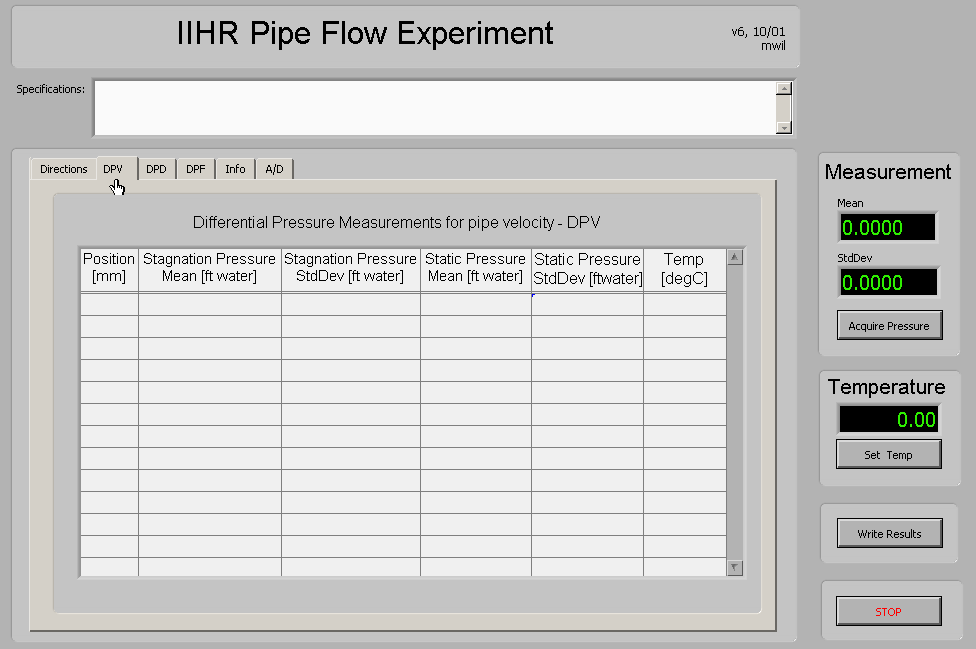 IIHR Pipe Flow Experiment
v6, 10/01
mwil
Specifications:
Directions DPV DPD DPF Info A/D
Differential Pressure Measurements for pipe velocity - DPV
Position [mm]
Stagnation Pressure Mean [ft water]
Stagnation Pressure StdDev [ft water]
Static Pressure Mean [ft water]
Static Pressure StdDev [ftwater]
Temp [degC]
Measurement
Mean
0.0000
StdDev
0.0000
Acquire Pressure
Temperature
0.00
Set Temp
Write Results
STOP